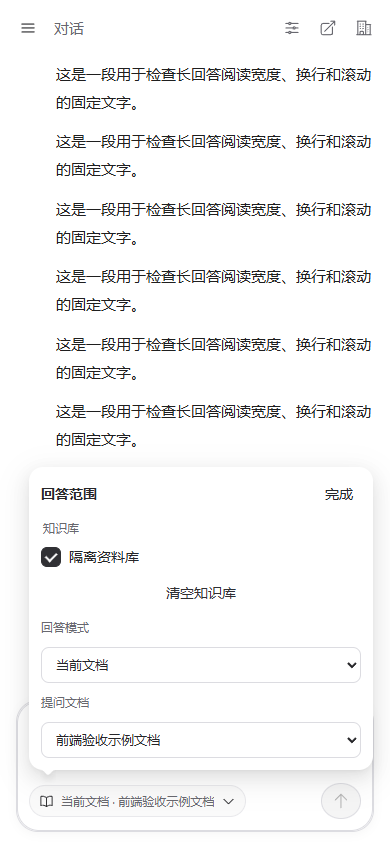 对话
这是一段用于检查长回答阅读宽度、换行和滚动
的固定文字。
这是一段用于检查长回答阅读宽度、换行和滚动
的固定文字。
这是一段用于检查长回答阅读宽度、换行和滚动
的固定文字。
这是一段用于检查长回答阅读宽度、换行和滚动
的固定文字。
这是一段用于检查长回答阅读宽度、换行和滚动
的固定文字。
这是一段用于检查长回答阅读宽度、换行和滚动
的固定文字。
回答范围 完成
知识库
隔离资料库
清空知识库
回答模式
当前文档
提问文档
前端验收示例文档
当前文档 · 前端验收示例文档